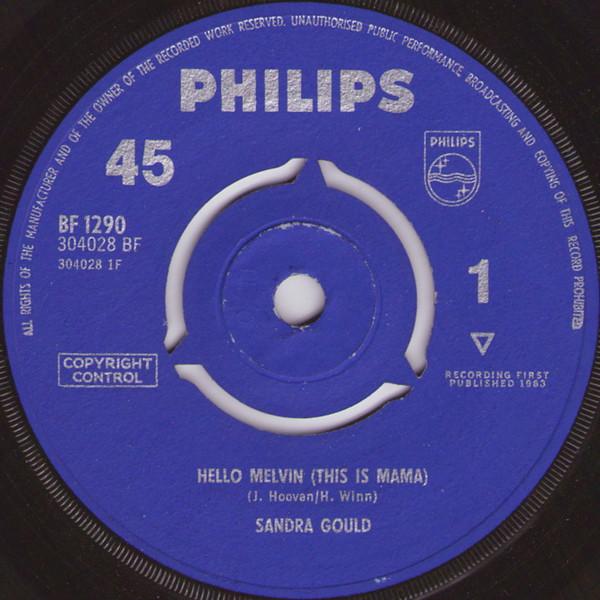 ALL RIGHTS OF THE MANUFACTURER AND OF THE OWNER OF THE RECORDED WORK RESERVED. UNAUTHORISED PUBLIC PERFORMANCE BROADCASTING AND COPYING OF THIS RECORD PROHIBITED
PHILIPS
45
PHILIPS
BF 1290
304028 BF
304028 1F
1
COPYRIGHT
CONTROL
RECORDING FIRST
PUBLISHED 1963
HELLO MELVIN (THIS IS MAMA)
(J. Hooven/H. Winn)
SANDRA GOULD